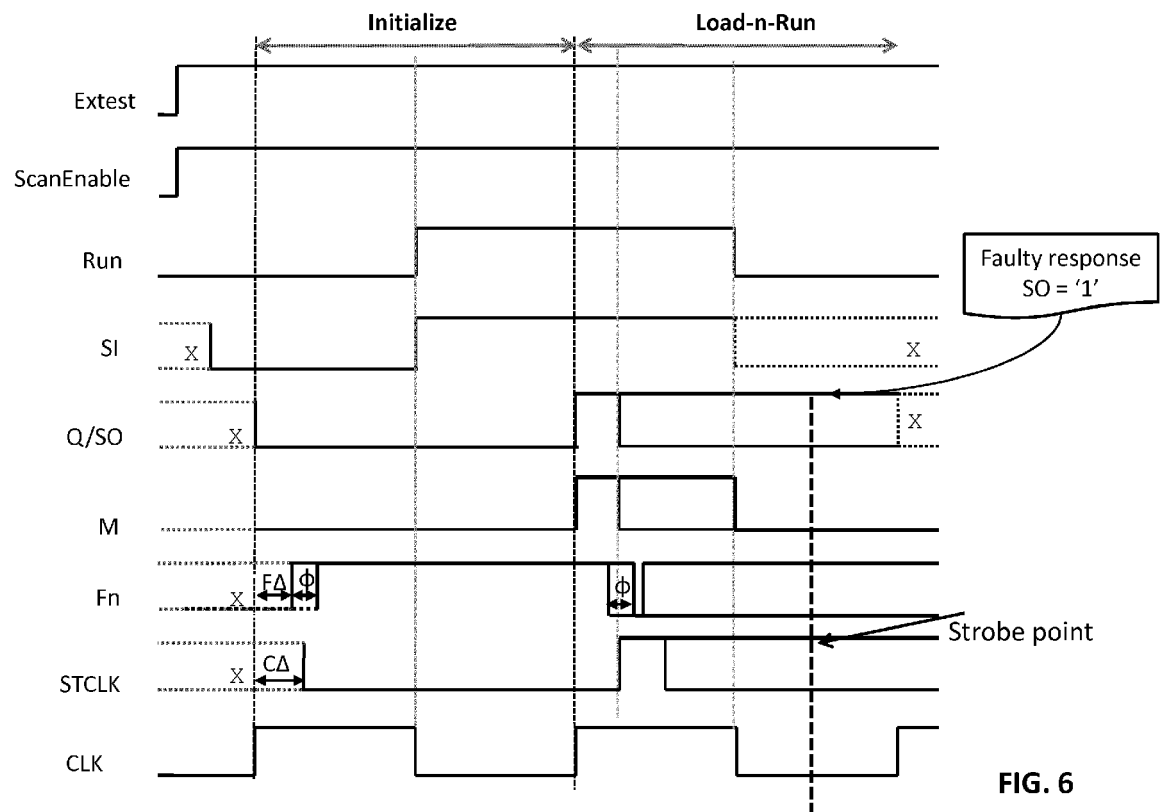 Initialize
Load-n-Run
Extest
ScanEnable
Run
Faulty response
SO = ‘1’
SI
X
X
Q/SO
X
X
M
Fn
X
FΔ
ϕ
ϕ
Strobe point
STCLK
X
CΔ
CLK
FIG. 6